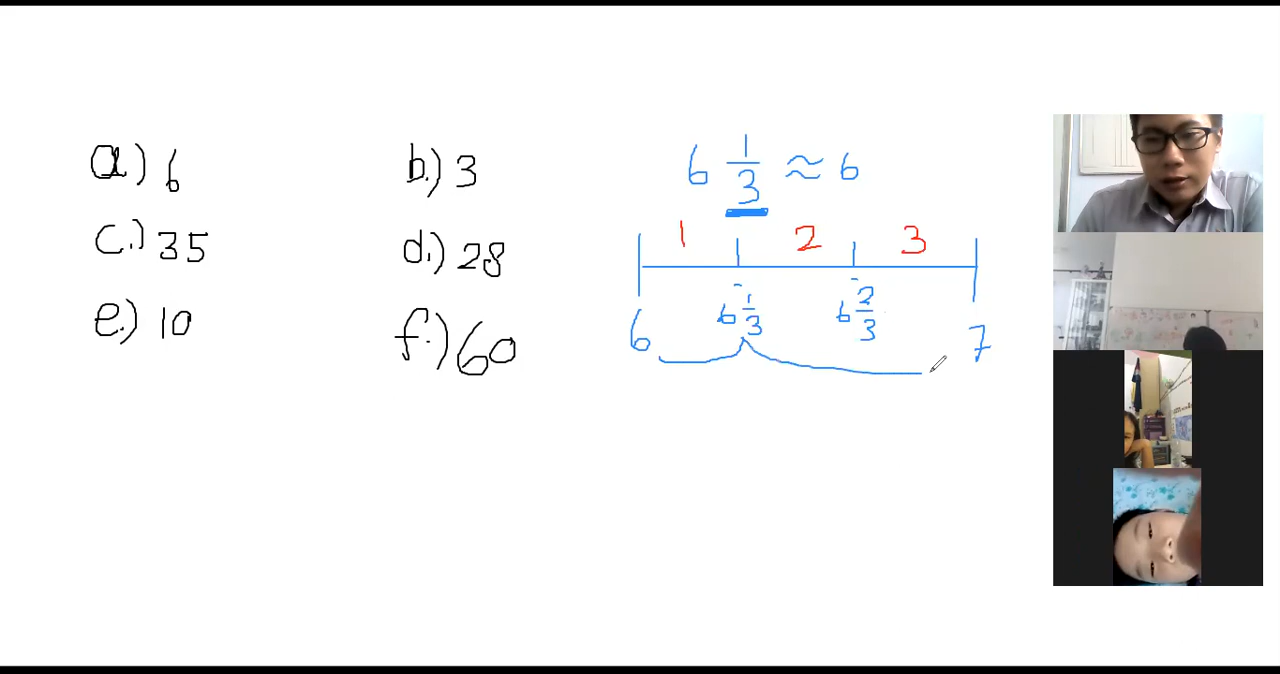 a.) 6
b.) 3
c.) 35
d.) 28
e.) 10
f.) 60
6 1/3 ≈ 6
1 2 3
6 6 1/3 6 2/3 7